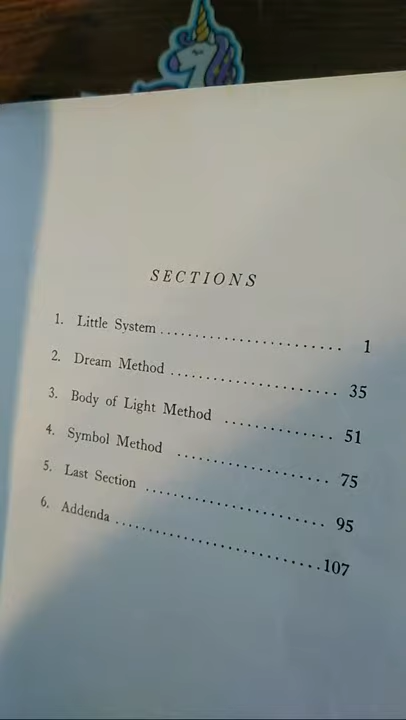 SECTIONS
1. Little System ........................... 1
2. Dream Method ........................ 35
3. Body of Light Method ............. 51
4. Symbol Method ...................... 75
5. Last Section .......................... 95
6. Addenda ..............................107